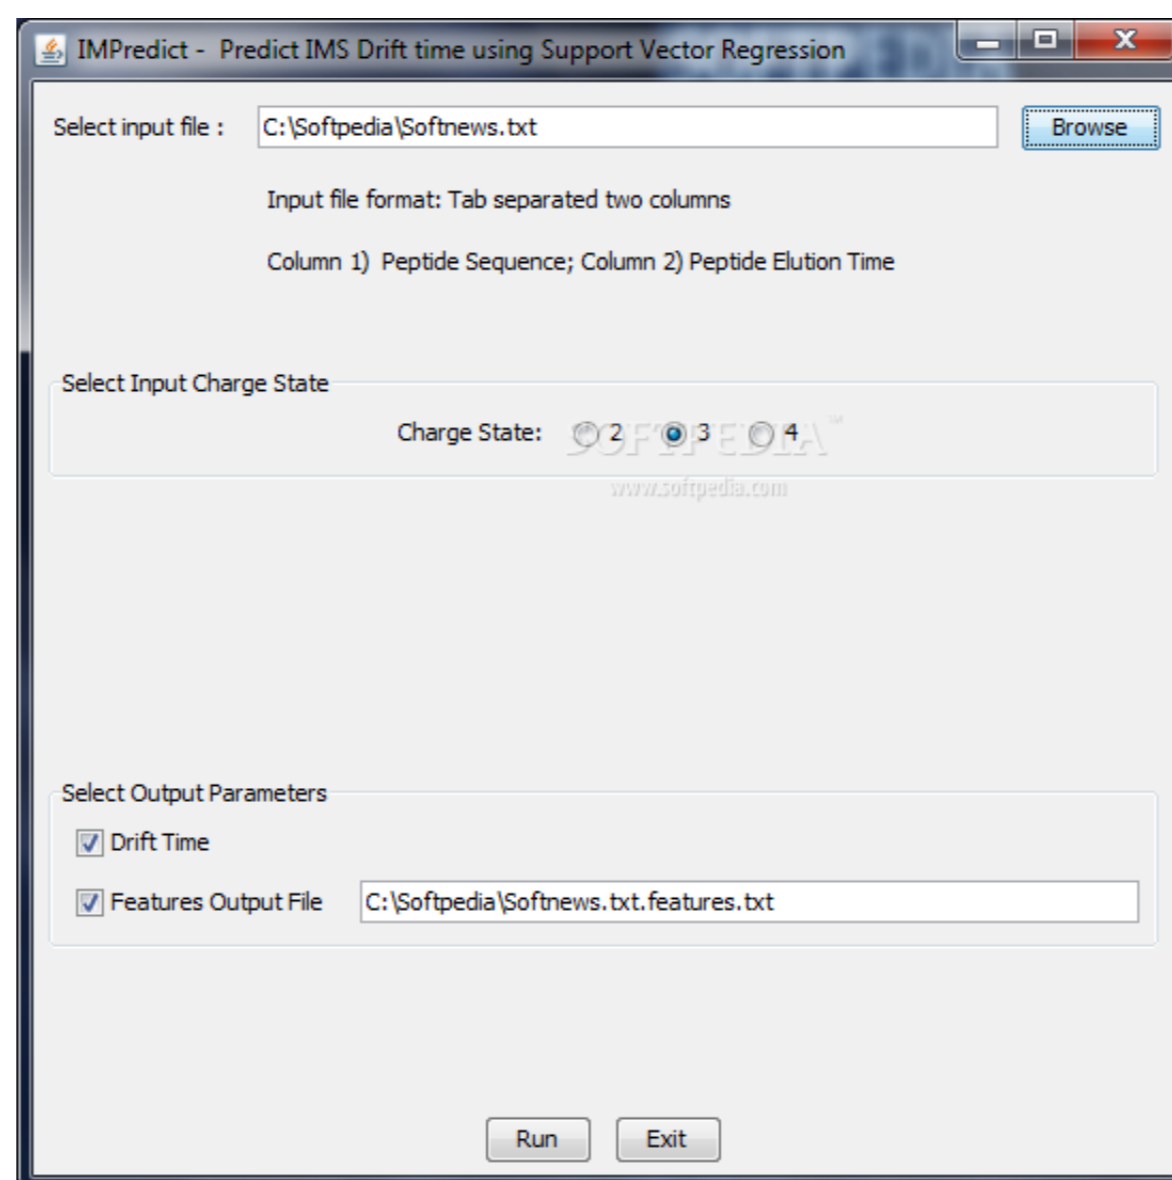 IMPredict - Predict IMS Drift time using Support Vector Regression
Select input file : C:\Softpedia\Softnews.txt Browse
Input file format: Tab separated two columns
Column 1) Peptide Sequence; Column 2) Peptide Elution Time
Select Input Charge State
Charge State: 2 3 4
SOFTPEDIA™
www.softpedia.com
Select Output Parameters
Drift Time
Features Output File C:\Softpedia\Softnews.txt.features.txt
Run Exit